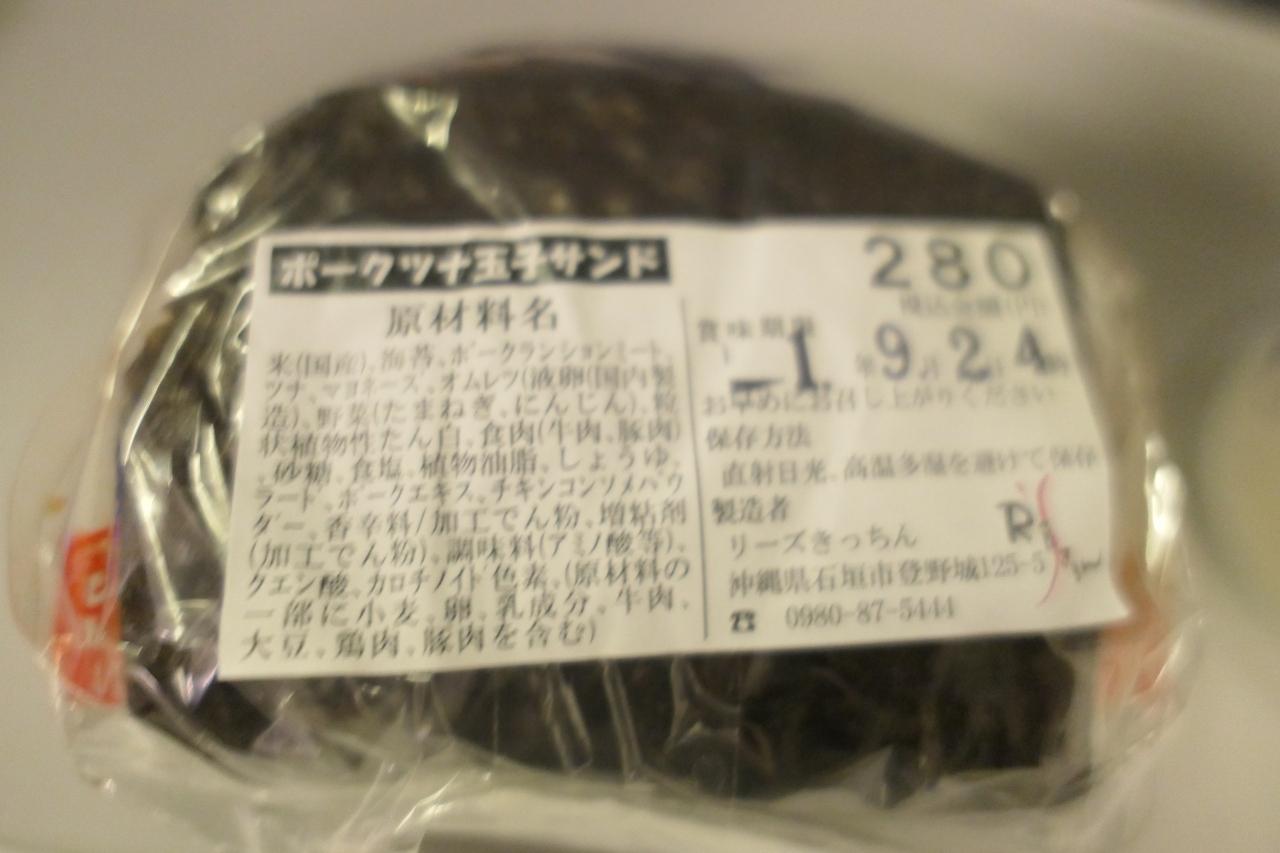 ポークツナ玉子サンド
原材料名
米(国産)、海苔、ポークランションミート、
ツナ、マヨネーズ、オムレツ(液卵(国内製
造)、野菜(たまねぎ、にんじん)、粒
状植物性たん白、食肉(牛肉、豚肉)
、砂糖、食塩、植物油脂、しょうゆ、
ラード、ポークエキス、チキンコンソメパウ
ダー、香辛料/加工でん粉、増粘剤
(加工でん粉)、調味料(アミノ酸等)、
クエン酸、カロチノイド色素、(原材料の
一部に小麦、卵、乳成分、牛肉、
大豆、鶏肉、豚肉を含む)
280
税込金額(円)
賞味期限
1. 9. 2 4
お早めにお召し上がりください
保存方法
直射日光、高温多湿を避けて保存
製造者
リーズきっちん
沖縄県石垣市登野城125-5
☎ 0980-87-5444